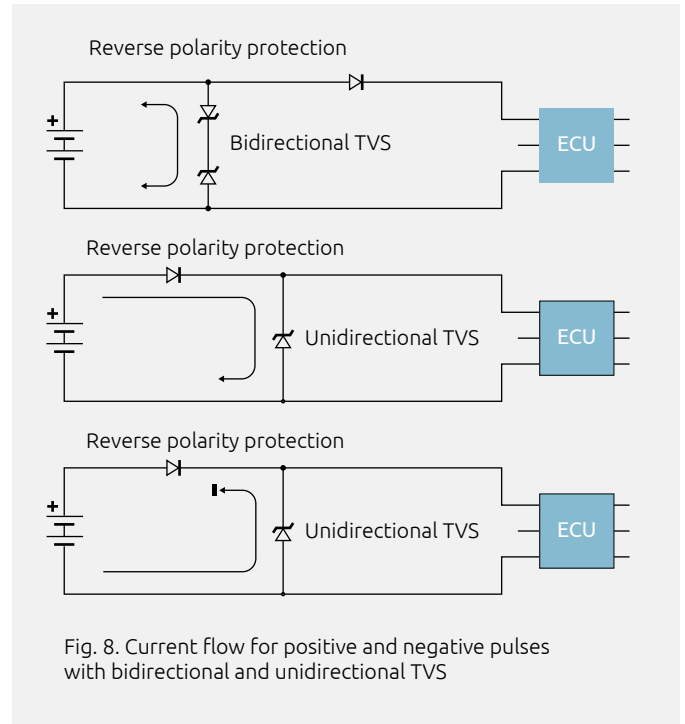 Reverse polarity protection
+
Bidirectional TVS
ECU
Reverse polarity protection
+
Unidirectional TVS
ECU
Reverse polarity protection
+
Unidirectional TVS
ECU
Fig. 8. Current flow for positive and negative pulses
with bidirectional and unidirectional TVS